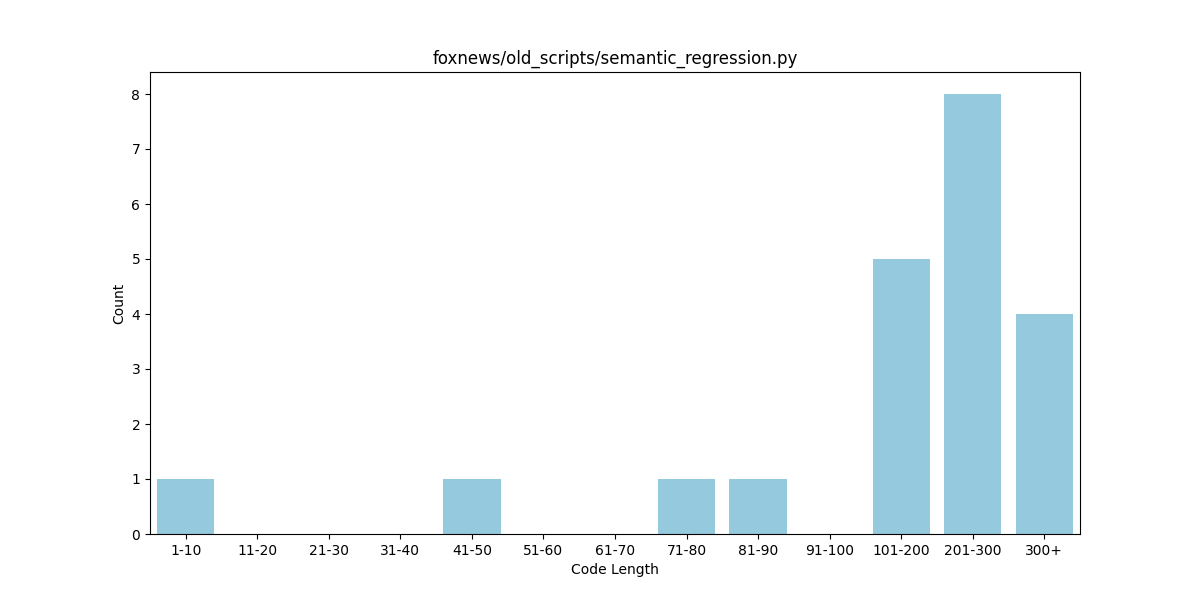 foxnews/old_scripts/semantic_regression.py
8
7
6
5
4
3
2
1
0
Count
1-10 11-20 21-30 31-40 41-50 51-60 61-70 71-80 81-90 91-100 101-200 201-300 300+
Code Length